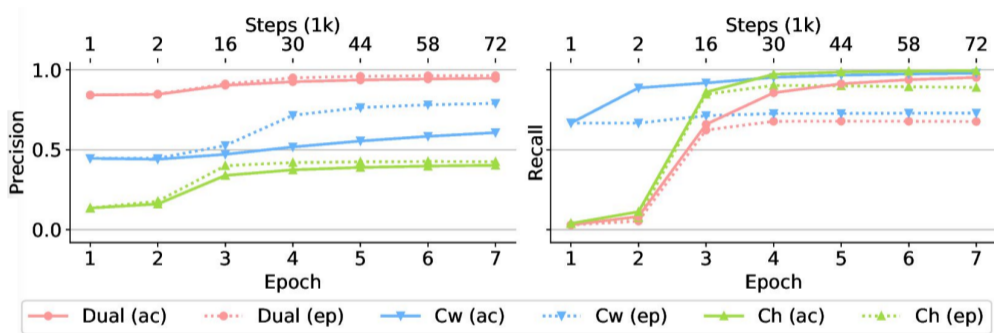 Steps (1k)
1 2 16 30 44 58 72
1.0
0.5
0.0
Precision
1 2 3 4 5 6 7
Epoch
Steps (1k)
1 2 16 30 44 58 72
Recall
1 2 3 4 5 6 7
Epoch
Dual (ac) Dual (ep) Cw (ac) Cw (ep) Ch (ac) Ch (ep)